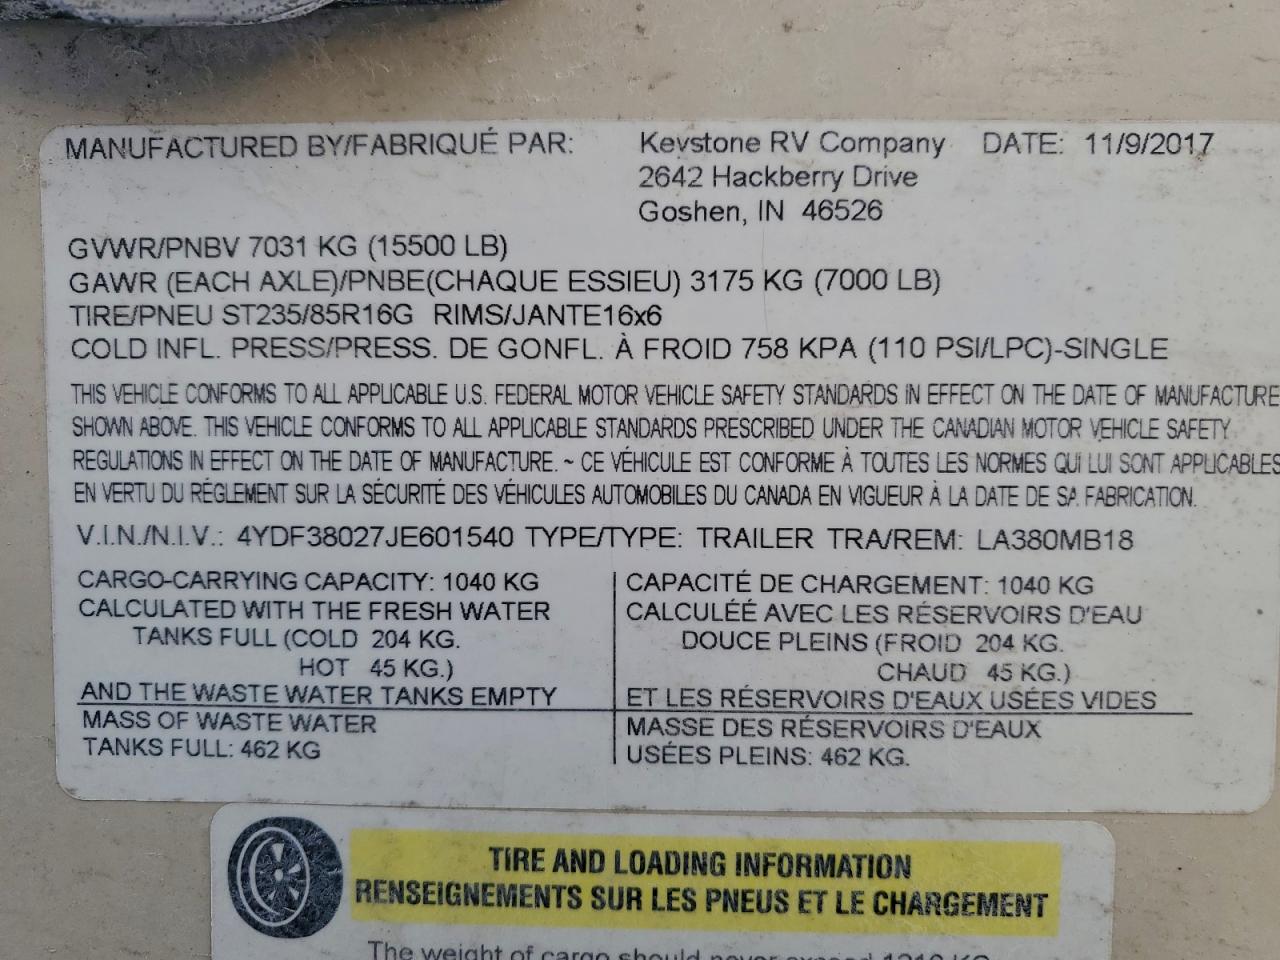 MANUFACTURED BY/FABRIQUÉ PAR: Keystone RV Company DATE: 11/9/2017
2642 Hackberry Drive
Goshen, IN 46526
GVWR/PNBV 7031 KG (15500 LB)
GAWR (EACH AXLE)/PNBE(CHAQUE ESSIEU) 3175 KG (7000 LB)
TIRE/PNEU ST235/85R16G RIMS/JANTE16x6
COLD INFL. PRESS/PRESS. DE GONFL. À FROID 758 KPA (110 PSI/LPC)-SINGLE
THIS VEHICLE CONFORMS TO ALL APPLICABLE U.S. FEDERAL MOTOR VEHICLE SAFETY STANDARDS IN EFFECT ON THE DATE OF MANUFACTURE
SHOWN ABOVE. THIS VEHICLE CONFORMS TO ALL APPLICABLE STANDARDS PRESCRIBED UNDER THE CANADIAN MOTOR VEHICLE SAFETY
REGULATIONS IN EFFECT ON THE DATE OF MANUFACTURE. ~ CE VÉHICULE EST CONFORME À TOUTES LES NORMES QUI LUI SONT APPLICABLES
EN VERTU DU RÉGLEMENT SUR LA SÉCURITÉ DES VÉHICULES AUTOMOBILES DU CANADA EN VIGUEUR À LA DATE DE SA FABRICATION.
V.I.N./N.I.V.: 4YDF38027JE601540 TYPE/TYPE: TRAILER TRA/REM: LA380MB18
CARGO-CARRYING CAPACITY: 1040 KG
CALCULATED WITH THE FRESH WATER
TANKS FULL (COLD 204 KG.
HOT 45 KG.)
AND THE WASTE WATER TANKS EMPTY
MASS OF WASTE WATER
TANKS FULL: 462 KG
CAPACITÉ DE CHARGEMENT: 1040 KG
CALCULÉE AVEC LES RÉSERVOIRS D'EAU
DOUCE PLEINS (FROID 204 KG.
CHAUD 45 KG.)
ET LES RÉSERVOIRS D'EAUX USÉES VIDES
MASSE DES RÉSERVOIRS D'EAUX
USÉES PLEINS: 462 KG.
TIRE AND LOADING INFORMATION
RENSEIGNEMENTS SUR LES PNEUS ET LE CHARGEMENT
The weight of cargo should never exceed 1210 KG